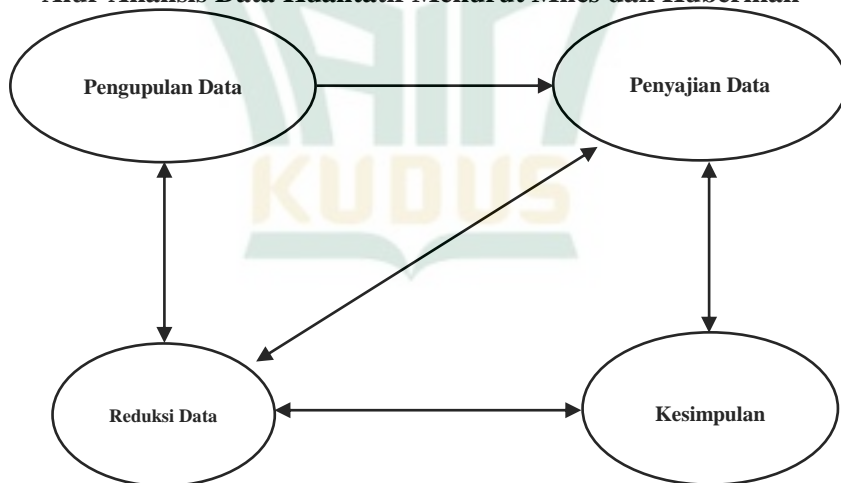 Alur Analisis Data Kualitatif Menurut Miles dan Huberman
Pengupulan Data
Penyajian Data
KUDUS
Reduksi Data
Kesimpulan